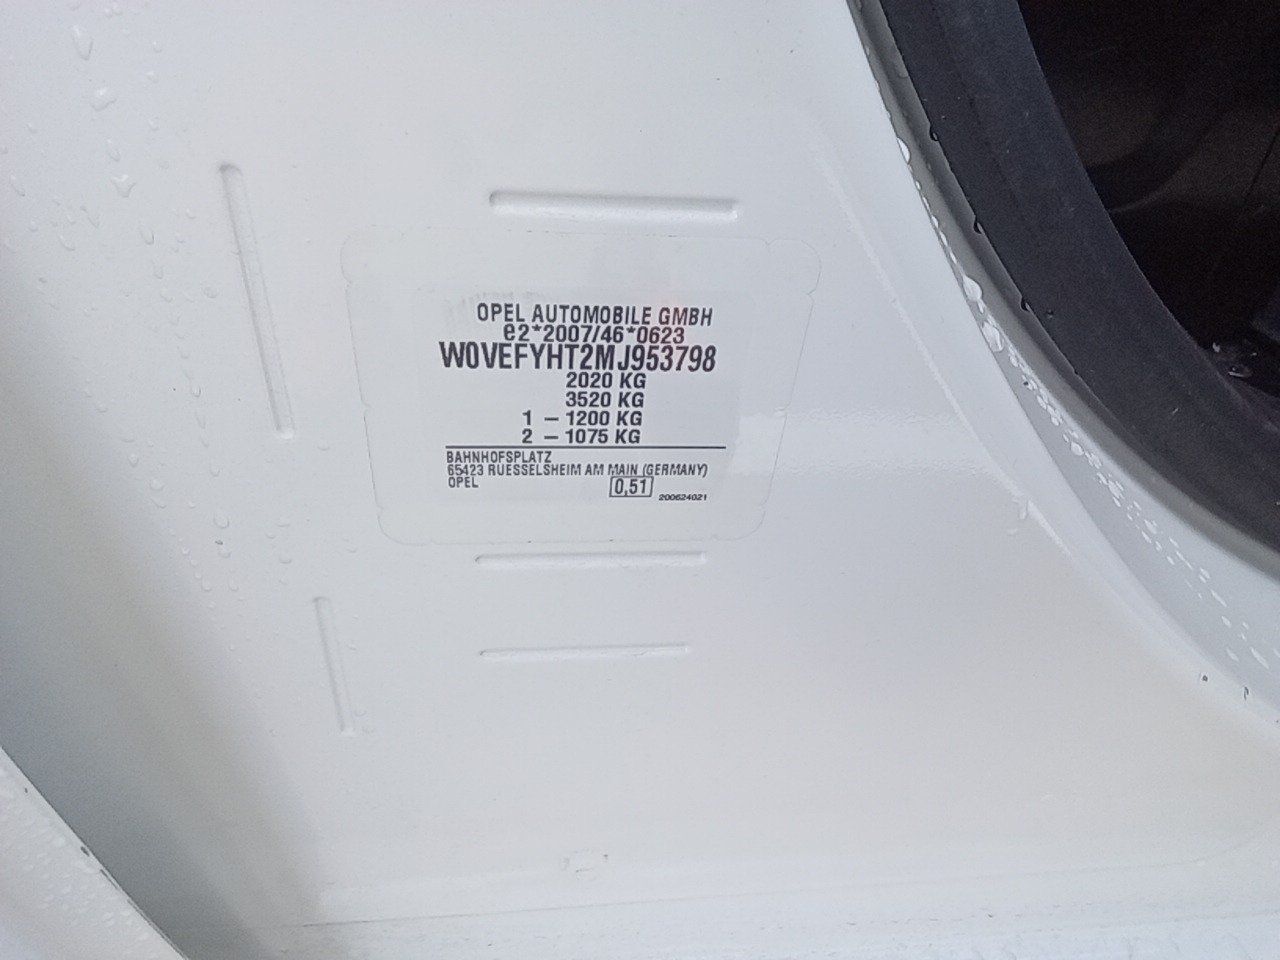 OPEL AUTOMOBILE GMBH
e2*2007/46*0623
W0VEFYHT2MJ953798
2020 KG
3520 KG
1 – 1200 KG
2 – 1075 KG
BAHNHOFSPLATZ
65423 RUESSELSHEIM AM MAIN (GERMANY)
OPEL
0,51
200624021